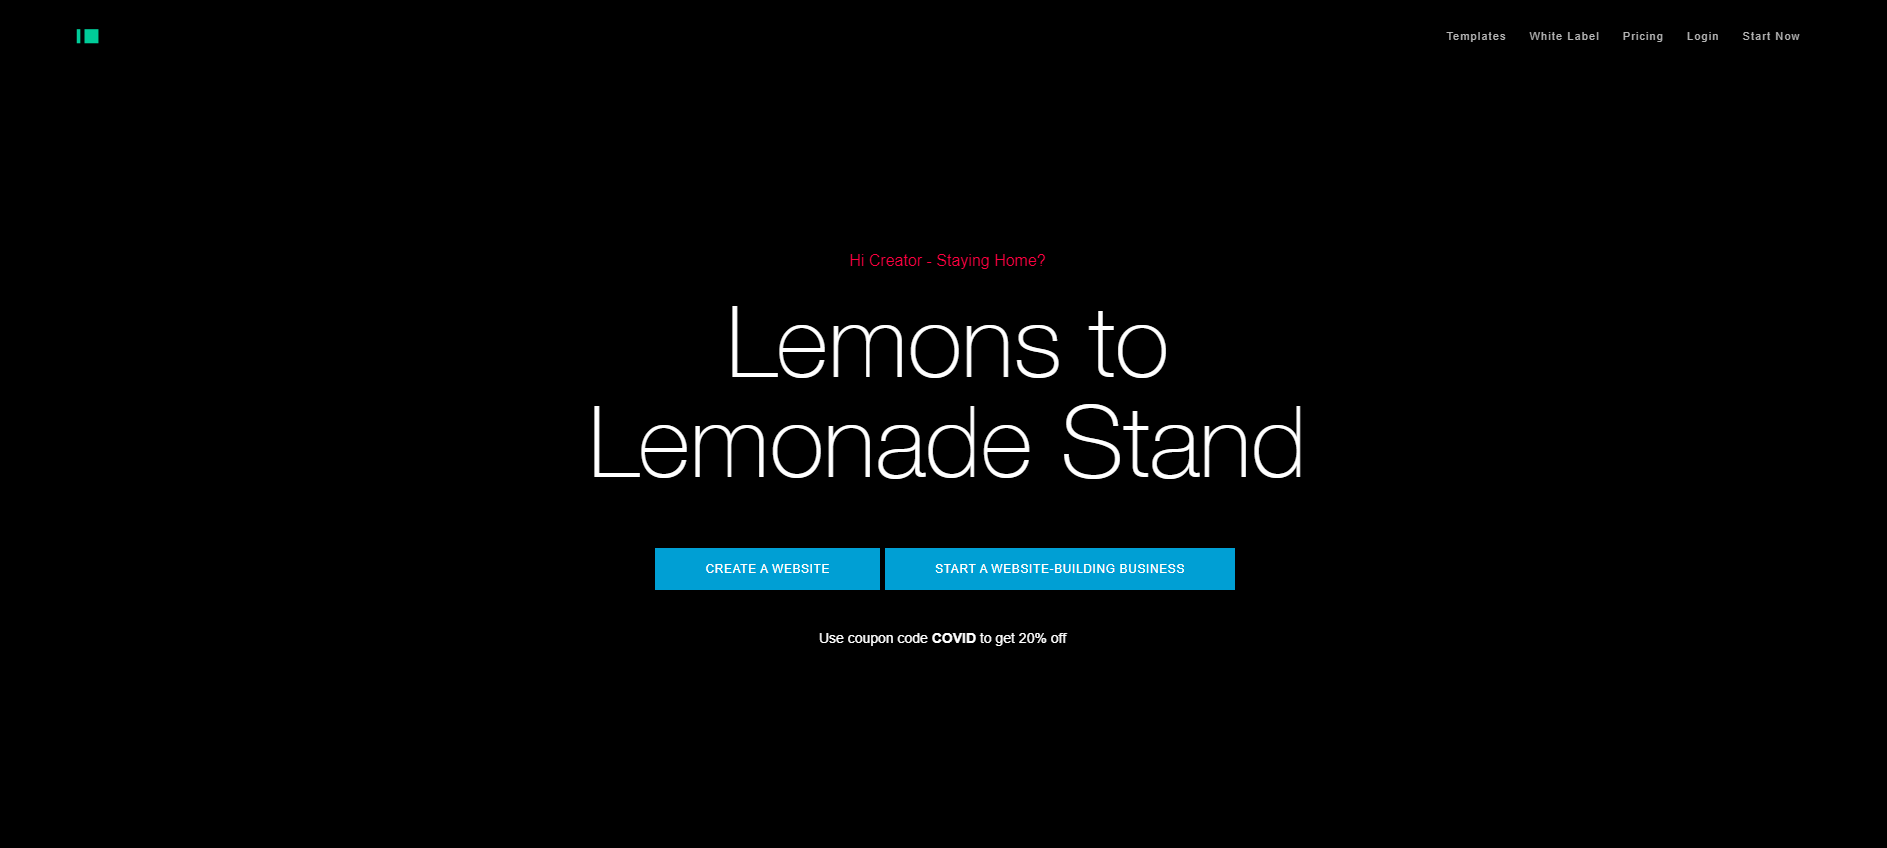 Templates White Label Pricing Login Start Now
Hi Creator - Staying Home?
Lemons to
Lemonade Stand
CREATE A WEBSITE START A WEBSITE-BUILDING BUSINESS
Use coupon code COVID to get 20% off